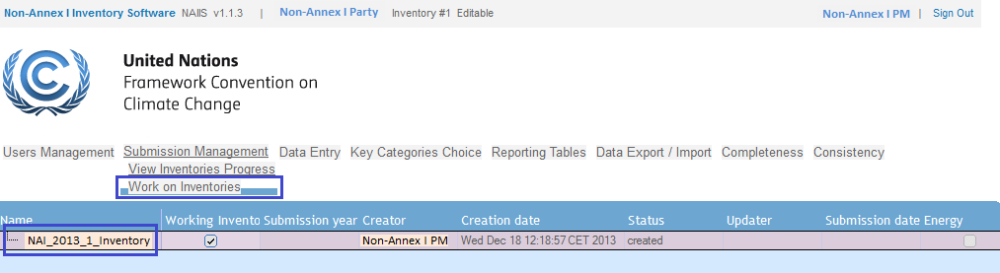 Non-Annex I Inventory Software NAIIS v1.1.3 | Non-Annex I Party Inventory #1 Editable Non-Annex I PM | Sign Out
United Nations
Framework Convention on
Climate Change
Users Management Submission Management Data Entry Key Categories Choice Reporting Tables Data Export / Import Completeness Consistency
View Inventories Progress
Work on Inventories
Name Working Invento Submission year Creator Creation date Status Updater Submission date Energy
NAI_2013_1_Inventory Non-Annex I PM Wed Dec 18 12:18:57 CET 2013 created